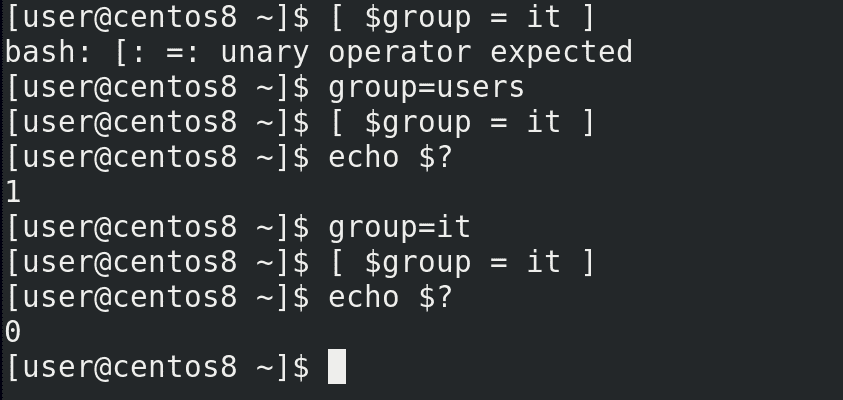 [user@centos8 ~]$ [ $group = it ]
bash: [: =: unary operator expected
[user@centos8 ~]$ group=users
[user@centos8 ~]$ [ $group = it ]
[user@centos8 ~]$ echo $?
1
[user@centos8 ~]$ group=it
[user@centos8 ~]$ [ $group = it ]
[user@centos8 ~]$ echo $?
0
[user@centos8 ~]$